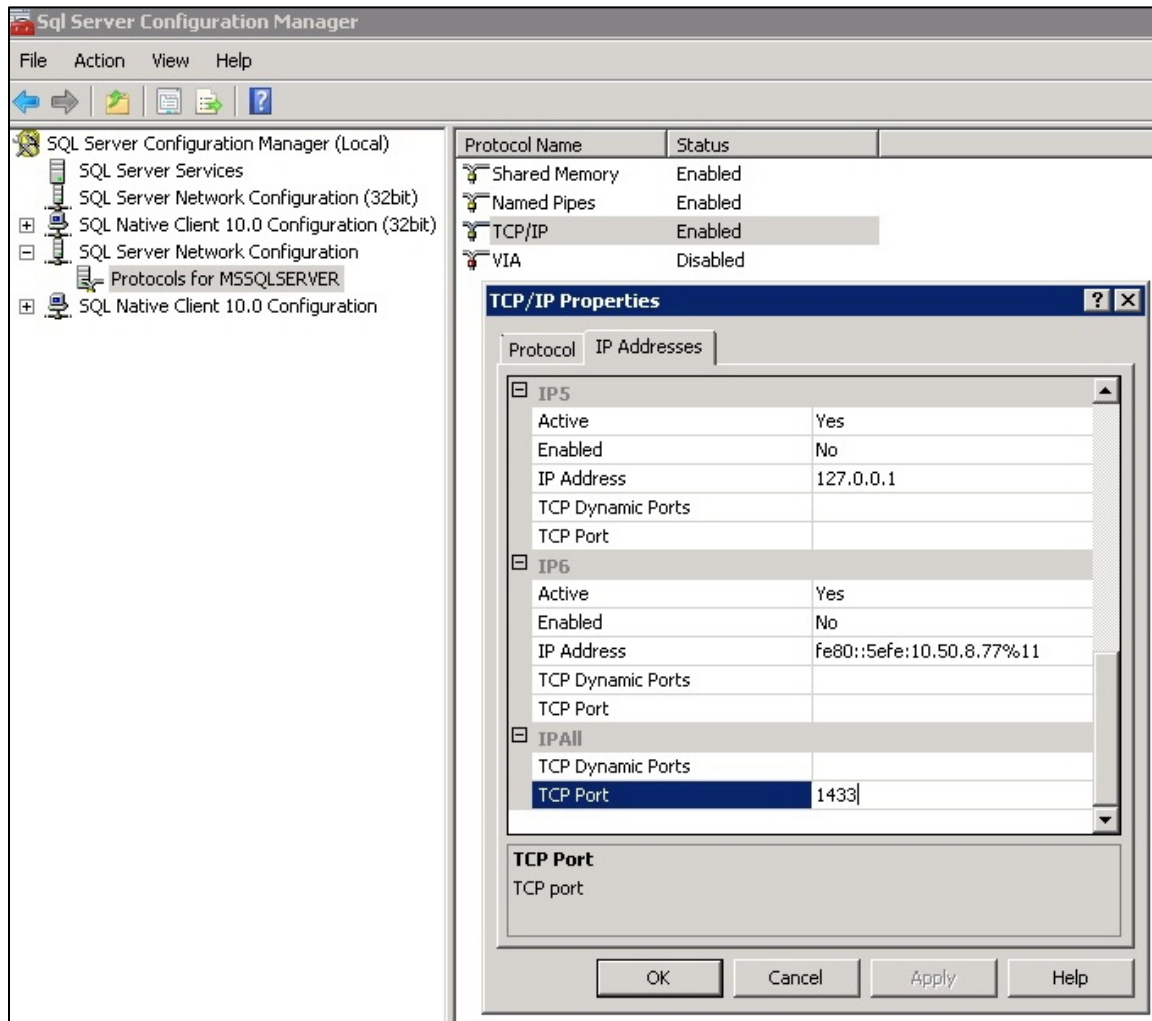 Sql Server Configuration Manager
File Action View Help
SQL Server Configuration Manager (Local)
SQL Server Services
SQL Server Network Configuration (32bit)
SQL Native Client 10.0 Configuration (32bit)
SQL Server Network Configuration
Protocols for MSSQLSERVER
SQL Native Client 10.0 Configuration
Protocol Name Status
Shared Memory Enabled
Named Pipes Enabled
TCP/IP Enabled
VIA Disabled
TCP/IP Properties
Protocol IP Addresses
IP5
Active Yes
Enabled No
IP Address 127.0.0.1
TCP Dynamic Ports
TCP Port
IP6
Active Yes
Enabled No
IP Address fe80::5efe:10.50.8.77%11
TCP Dynamic Ports
TCP Port
IPAll
TCP Dynamic Ports
TCP Port 1433
TCP Port
TCP port
OK Cancel Apply Help